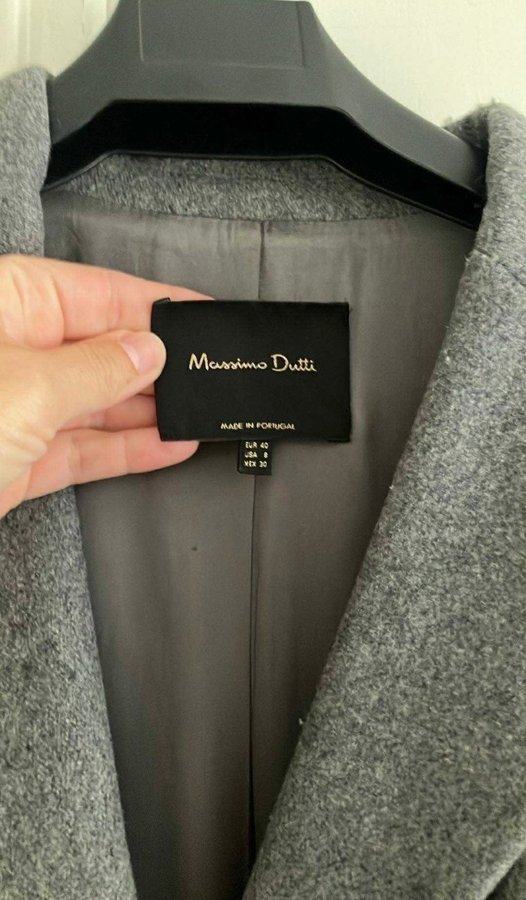 Massimo Dutti
MADE IN PORTUGAL
EUR 40
USA 8
MEX 30